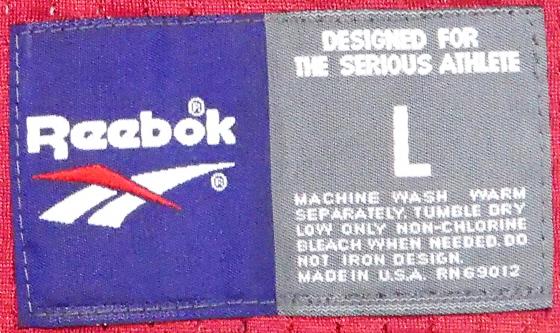 Reebok®
®
DESIGNED FOR
THE SERIOUS ATHLETE
L
MACHINE WASH WARM
SEPARATELY, TUMBLE DRY
LOW ONLY NON-CHLORINE
BLEACH WHEN NEEDED. DO
NOT IRON DESIGN.
MADE IN U.S.A. RN69012